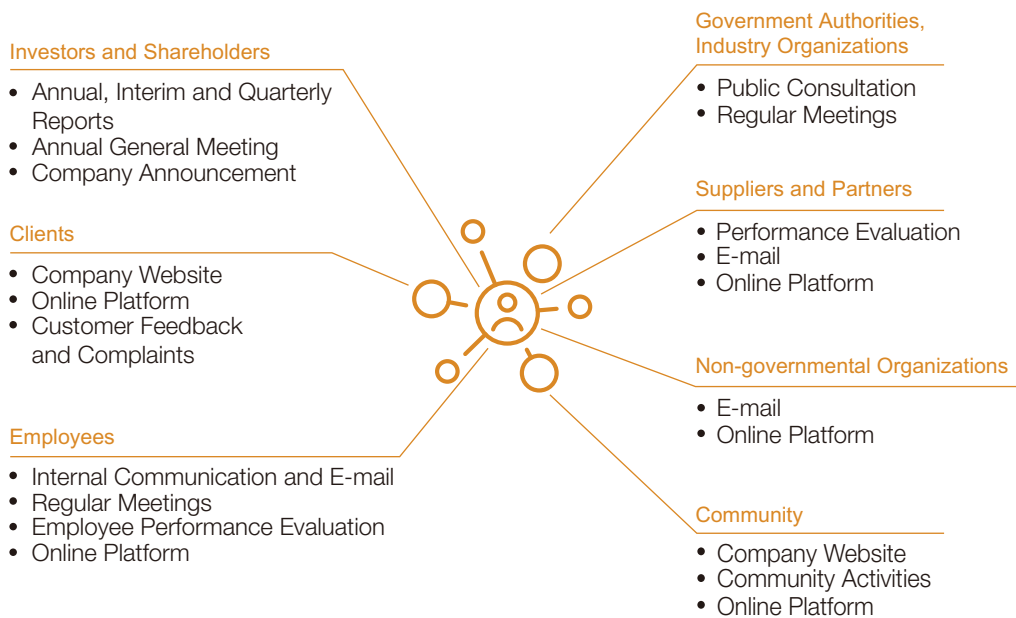 Investors and Shareholders
• Annual, Interim and Quarterly
Reports
• Annual General Meeting
• Company Announcement
Clients
• Company Website
• Online Platform
• Customer Feedback
and Complaints
Employees
• Internal Communication and E-mail
• Regular Meetings
• Employee Performance Evaluation
• Online Platform
Government Authorities,
Industry Organizations
• Public Consultation
• Regular Meetings
Suppliers and Partners
• Performance Evaluation
• E-mail
• Online Platform
Non-governmental Organizations
• E-mail
• Online Platform
Community
• Company Website
• Community Activities
• Online Platform